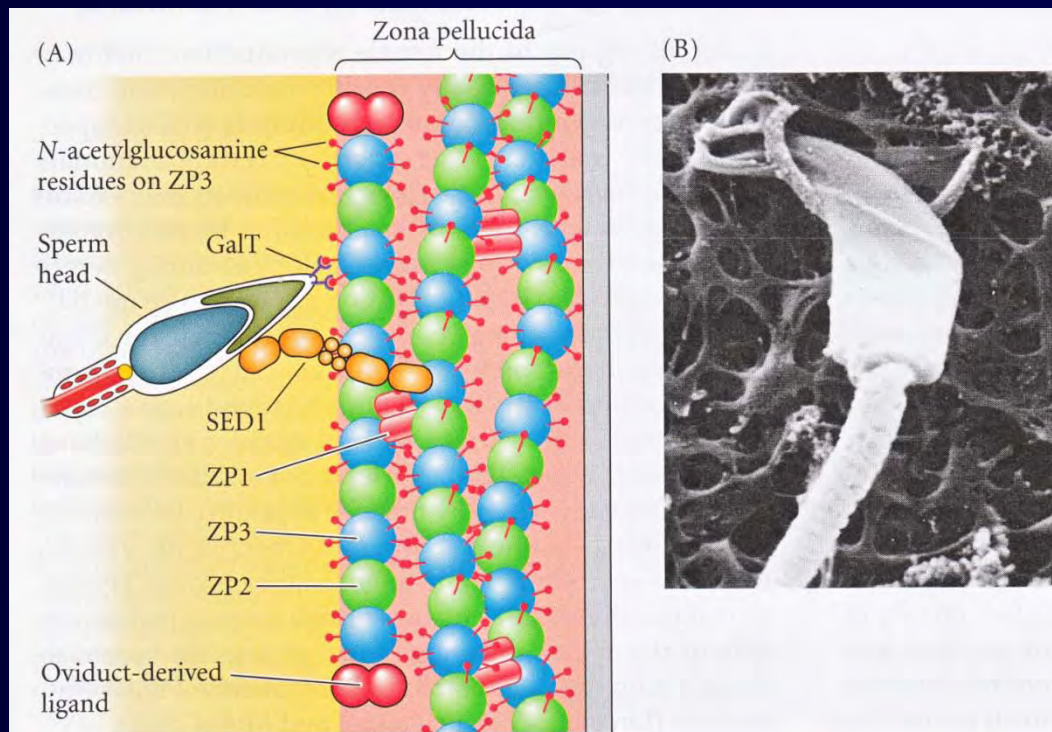 (A)
Zona pellucida
(B)
N-acetylglucosamine
residues on ZP3
Sperm
head
GalT
SED1
ZP1
ZP3
ZP2
Oviduct-derived
ligand